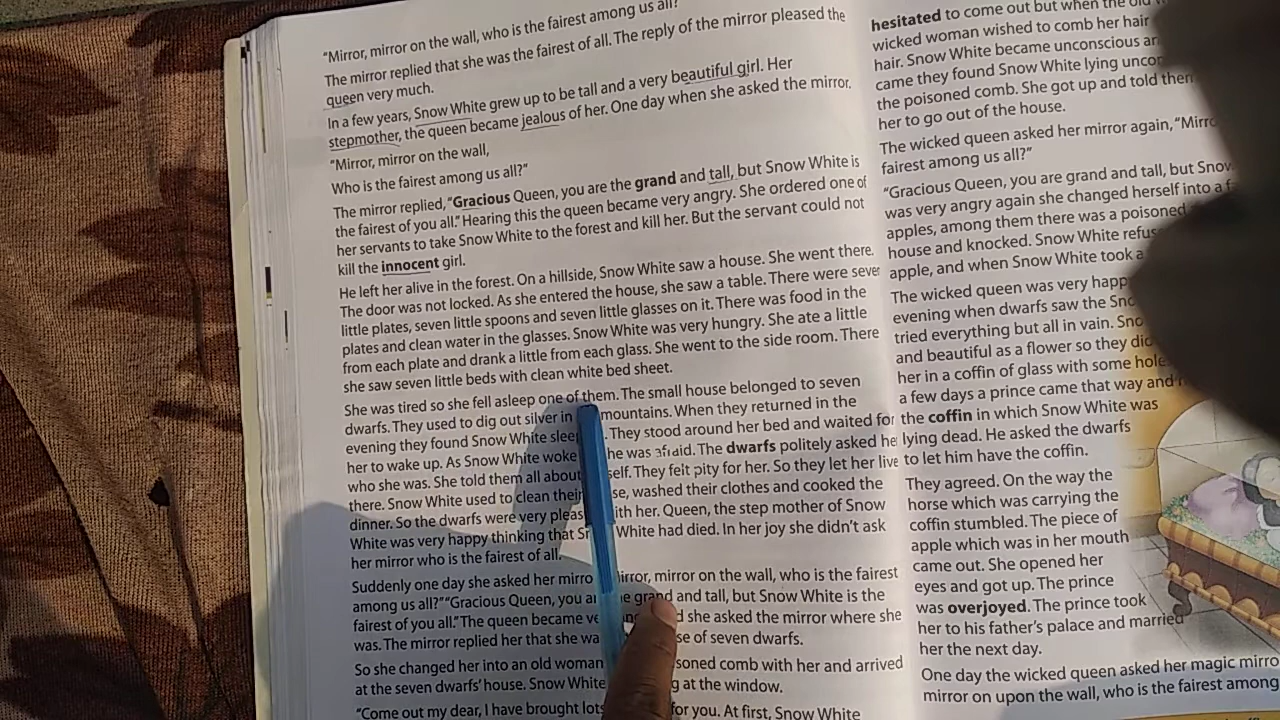 "Mirror, mirror on the wall, who is the fairest among us all?
The mirror replied that she was the fairest of all. The reply of the mirror pleased the
queen very much.
In a few years, Snow White grew up to be tall and a very beautiful girl. Her
stepmother, the queen became jealous of her. One day when she asked the mirror.
"Mirror, mirror on the wall,
Who is the fairest among us all?"
The mirror replied, "Gracious Queen, you are the grand and tall, but Snow White is
the fairest of you all." Hearing this the queen became very angry. She ordered one of
her servants to take Snow White to the forest and kill her. But the servant could not
kill the innocent girl.
He left her alive in the forest. On a hillside, Snow White saw a house. She went there.
The door was not locked. As she entered the house, she saw a table. There were seven
little plates, seven little spoons and seven little glasses on it. There was food in the
plates and clean water in the glasses. Snow White was very hungry. She ate a little
from each plate and drank a little from each glass. She went to the side room. There
she saw seven little beds with clean white bed sheet.
She was tired so she fell asleep one of them. The small house belonged to seven
dwarfs. They used to dig out silver in mountains. When they returned in the
evening they found Snow White They stood around her bed and waited for
her to wake up. As Snow White woke he was afraid. The dwarfs politely asked he
who she was. She told them all about self. They felt pity for her. So they let her live
there. Snow White used to clean their se, washed their clothes and cooked the
dinner. So the dwarfs were very ith her. Queen, the step mother of Snow
White was very happy thinking that White had died. In her joy she didn't ask
her mirror who is the fairest of all.
Suddenly one day she asked her mirro irror, mirror on the wall, who is the fairest
among us all?" "Gracious Queen, you grand and tall, but Snow White is the
fairest of you all." The queen became she asked the mirror where she
was. The mirror replied her that she wa se of seven dwarfs.
So she changed her into an old woman soned comb with her and arrived
at the seven dwarfs' house. Snow White g at the window.
"Come out my dear, I have brought lots for you. At first, Snow White
hesitated to come out but when the old
wicked woman wished to comb her hair
hair. Snow White became unconscious
came they found Snow White lying
the poisoned comb. She got up and told
her to go out of the house.
The wicked queen asked her mirror again, "Mirro
fairest among us all?"
"Gracious Queen, you are grand and tall, but Snow
was very angry again she changed herself into a
apples, among them there was a poisoned
house and knocked. Snow White
apple, and when Snow White took a
The wicked queen was very
evening when dwarfs saw the
tried everything but all in vain.
and beautiful as a flower so they
her in a coffin of glass with some
a few days a prince came that way and
the coffin in which Snow White was
lying dead. He asked the dwarfs
to let him have the coffin.
They agreed. On the way the
horse which was carrying the
coffin stumbled. The piece of
apple which was in her mouth
came out. She opened her
eyes and got up. The prince
was overjoyed. The prince took
her to his father's palace and married
her the next day.
One day the wicked queen asked her magic mirro
mirror on upon the wall, who is the fairest among